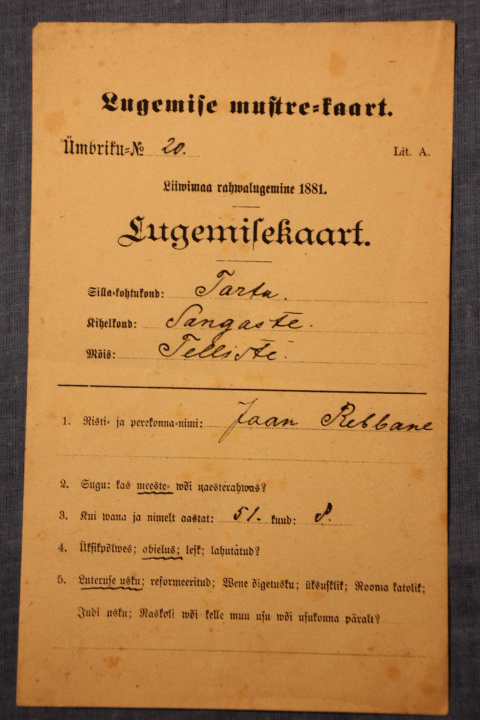 Lugemise mustre-kaart.
Ümbriku-№ 20. Lit. A.
Liiwimaa rahwalugemine 1881.
Lugemisekaart.
Silla-kohtukond: Tartu.
Kihelkond: Sangaste.
Mõis: Telliste.
1. Risti- ja perekonna-nimi: Jaan Rebbane
2. Sugu: kas meeste- wõi naesterahwas?
3. Kui wana ja nimelt aastat: 51. kuud: 8.
4. Üksikpõlwes; abielus; lesk; lahutatud?
5. Luteruse usku; reformeeritud; Wene õigetusku; üksusklik; Rooma katolik;
Judi usku; Raskoli wõi kelle muu usu wõi usukonna päralt?